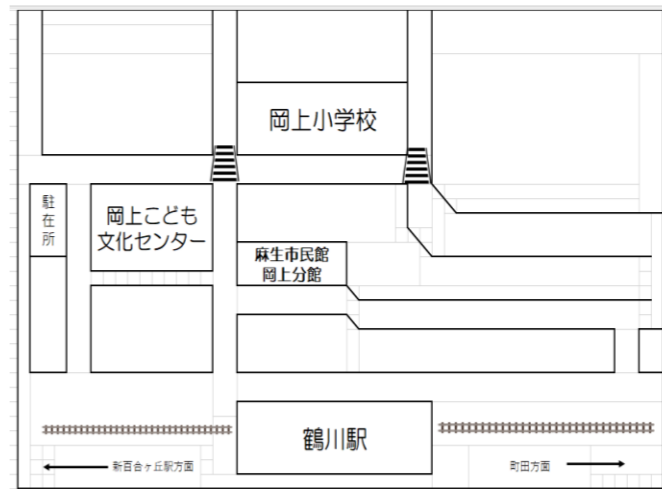 岡上小学校
駐在所
岡上こども
文化センター
麻生市民館
岡上分館
鶴川駅
新百合ヶ丘駅方面
町田方面